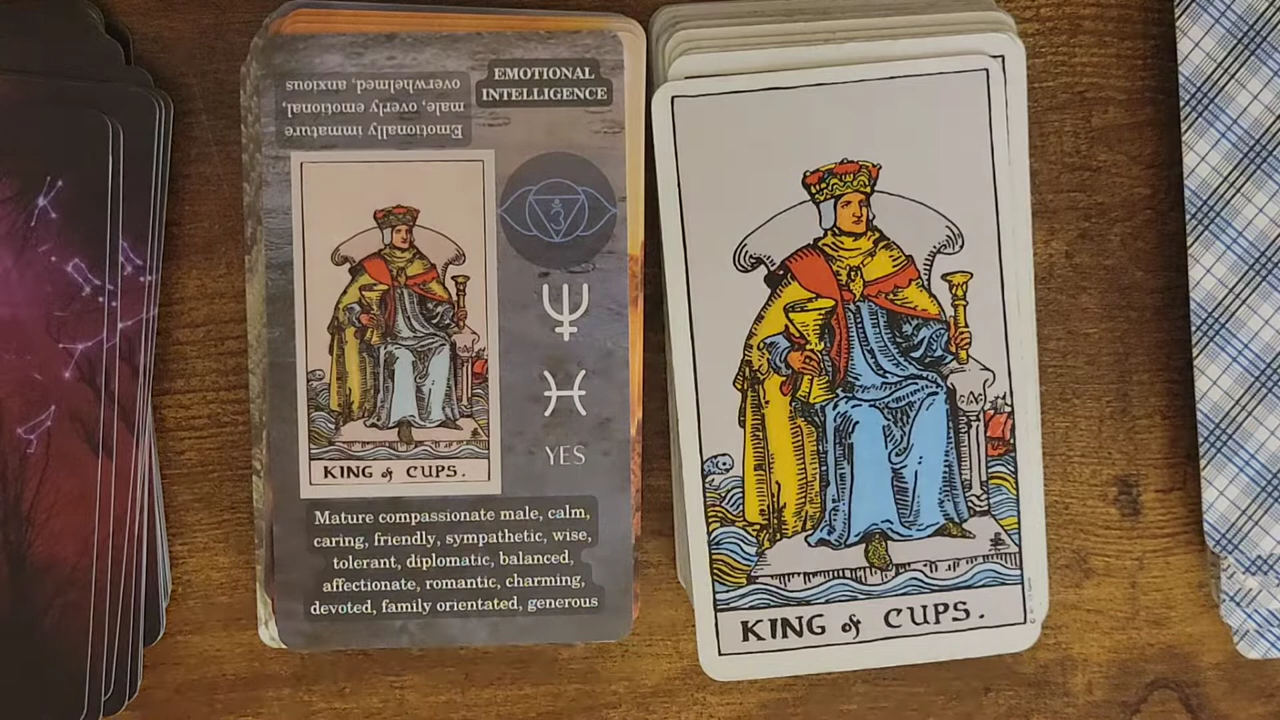 EMOTIONAL
INTELLIGENCE
Emotionally immature
male, overly emotional,
overwhelmed, anxious
KING of CUPS.
YES
Mature compassionate male, calm,
caring, friendly, sympathetic, wise,
tolerant, diplomatic, balanced,
affectionate, romantic, charming,
devoted, family orientated, generous
KING of CUPS.